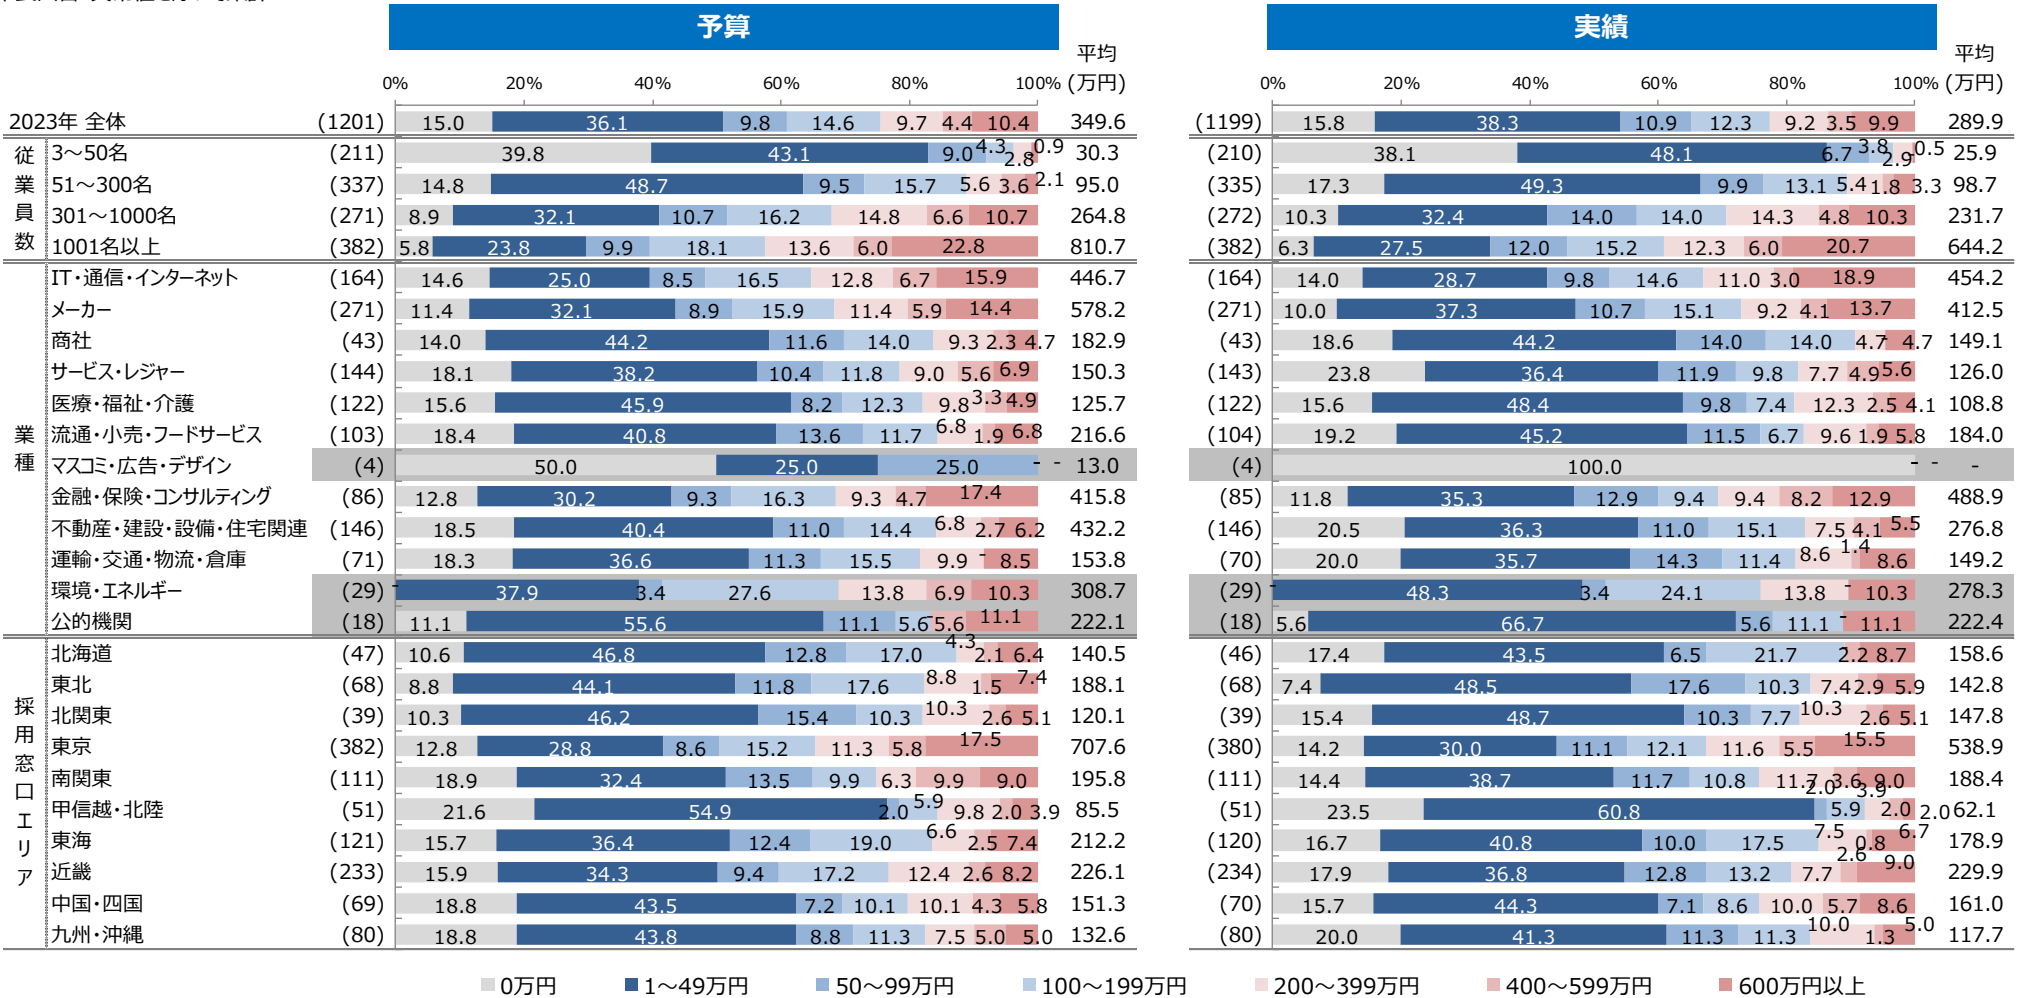 予算 実績
平均 平均
0% 20% 40% 60% 80% 100% (万円) 0% 20% 40% 60% 80% 100% (万円)
2023年 全体 (1201) 15.0 36.1 9.8 14.6 9.7 4.4 10.4 349.6 (1199) 15.8 38.3 10.9 12.3 9.2 3.5 9.9 289.9
従業員数
3～50名 (211) 39.8 43.1 9.0 4.3 2.8 0.9 30.3 (210) 38.1 48.1 6.7 3.8 2.9 0.5 25.9
51～300名 (337) 14.8 48.7 9.5 15.7 5.6 3.6 2.1 95.0 (335) 17.3 49.3 9.9 13.1 5.4 1.8 3.3 98.7
301～1000名 (271) 8.9 32.1 10.7 16.2 14.8 6.6 10.7 264.8 (272) 10.3 32.4 14.0 14.0 14.3 4.8 10.3 231.7
1001名以上 (382) 5.8 23.8 9.9 18.1 13.6 6.0 22.8 810.7 (382) 6.3 27.5 12.0 15.2 12.3 6.0 20.7 644.2
業種
IT・通信・インターネット (164) 14.6 25.0 8.5 16.5 12.8 6.7 15.9 446.7 (164) 14.0 28.7 9.8 14.6 11.0 3.0 18.9 454.2
メーカー (271) 11.4 32.1 8.9 15.9 11.4 5.9 14.4 578.2 (271) 10.0 37.3 10.7 15.1 9.2 4.1 13.7 412.5
商社 (43) 14.0 44.2 11.6 14.0 9.3 2.3 4.7 182.9 (43) 18.6 44.2 14.0 14.0 4.7 - 4.7 149.1
サービス・レジャー (144) 18.1 38.2 10.4 11.8 9.0 5.6 6.9 150.3 (143) 23.8 36.4 11.9 9.8 7.7 4.9 5.6 126.0
医療・福祉・介護 (122) 15.6 45.9 8.2 12.3 9.8 3.3 4.9 125.7 (122) 15.6 48.4 9.8 7.4 12.3 2.5 4.1 108.8
流通・小売・フードサービス (103) 18.4 40.8 13.6 11.7 6.8 1.9 6.8 216.6 (104) 19.2 45.2 11.5 6.7 9.6 1.9 5.8 184.0
マスコミ・広告・デザイン (4) 50.0 25.0 25.0 - - 13.0 (4) 100.0 - - -
金融・保険・コンサルティング (86) 12.8 30.2 9.3 16.3 9.3 4.7 17.4 415.8 (85) 11.8 35.3 12.9 9.4 9.4 8.2 12.9 488.9
不動産・建設・設備・住宅関連 (146) 18.5 40.4 11.0 14.4 6.8 2.7 6.2 432.2 (146) 20.5 36.3 11.0 15.1 7.5 4.1 5.5 276.8
運輸・交通・物流・倉庫 (71) 18.3 36.6 11.3 15.5 9.9 - 8.5 153.8 (70) 20.0 35.7 14.3 11.4 8.6 1.4 8.6 149.2
環境・エネルギー (29) - 37.9 3.4 27.6 13.8 6.9 10.3 308.7 (29) - 48.3 3.4 24.1 13.8 - 10.3 278.3
公的機関 (18) 11.1 55.6 11.1 5.6 - 5.6 11.1 222.1 (18) 5.6 66.7 5.6 11.1 - 11.1 222.4
採用窓口エリア
北海道 (47) 10.6 46.8 12.8 17.0 4.3 2.1 6.4 140.5 (46) 17.4 43.5 6.5 21.7 2.2 8.7 158.6
東北 (68) 8.8 44.1 11.8 17.6 8.8 1.5 7.4 188.1 (68) 7.4 48.5 17.6 10.3 7.4 2.9 5.9 142.8
北関東 (39) 10.3 46.2 15.4 10.3 10.3 2.6 5.1 120.1 (39) 15.4 48.7 10.3 7.7 10.3 2.6 5.1 147.8
東京 (382) 12.8 28.8 8.6 15.2 11.3 5.8 17.5 707.6 (380) 14.2 30.0 11.1 12.1 11.6 5.5 15.5 538.9
南関東 (111) 18.9 32.4 13.5 9.9 6.3 9.9 9.0 195.8 (111) 14.4 38.7 11.7 10.8 11.7 3.6 9.0 188.4
甲信越・北陸 (51) 21.6 54.9 2.0 5.9 9.8 2.0 3.9 85.5 (51) 23.5 60.8 2.0 5.9 3.9 2.0 2.0 62.1
東海 (121) 15.7 36.4 12.4 19.0 6.6 2.5 7.4 212.2 (120) 16.7 40.8 10.0 17.5 7.5 0.8 6.7 178.9
近畿 (233) 15.9 34.3 9.4 17.2 12.4 2.6 8.2 226.1 (234) 17.9 36.8 12.8 13.2 7.7 2.6 9.0 229.9
中国・四国 (69) 18.8 43.5 7.2 10.1 10.1 4.3 5.8 151.3 (70) 15.7 44.3 7.1 8.6 10.0 5.7 8.6 161.0
九州・沖縄 (80) 18.8 43.8 8.8 11.3 7.5 5.0 5.0 132.6 (80) 20.0 41.3 11.3 11.3 10.0 1.3 5.0 117.7
0万円 1～49万円 50～99万円 100～199万円 200～399万円 400～599万円 600万円以上